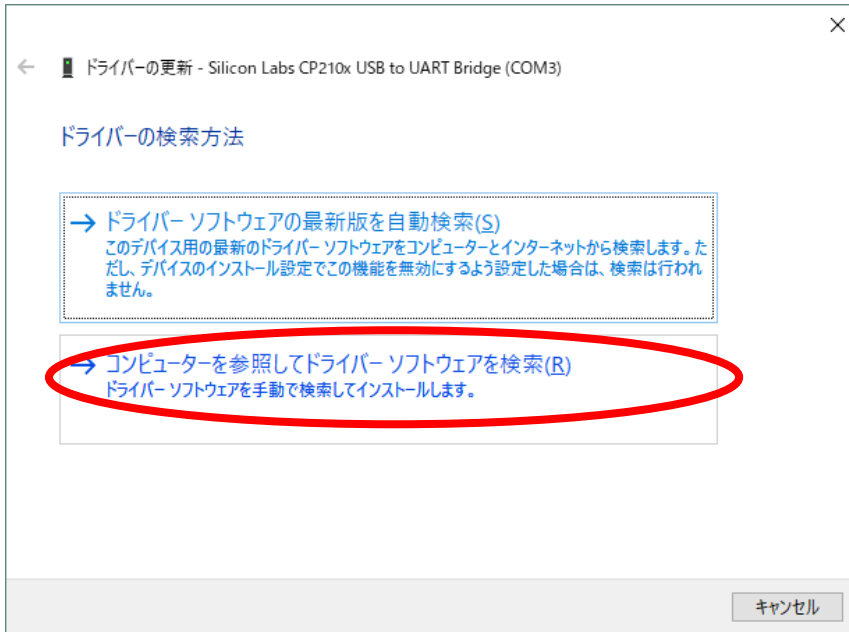 ドライバーの更新 - Silicon Labs CP210x USB to UART Bridge (COM3)
ドライバーの検索方法
→ ドライバー ソフトウェアの最新版を自動検索(S)
このデバイス用の最新のドライバー ソフトウェアをコンピューターとインターネットから検索します。た
だし、デバイスのインストール設定でこの機能を無効にするよう設定した場合は、検索は行われ
ません。
→ コンピューターを参照してドライバー ソフトウェアを検索(R)
ドライバー ソフトウェアを手動で検索してインストールします。
キャンセル